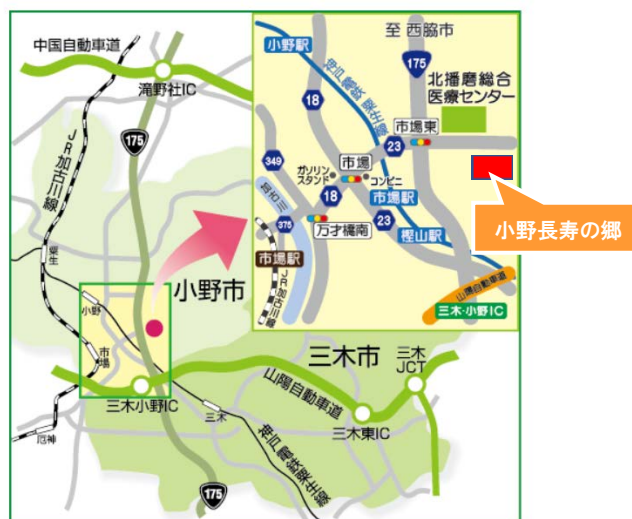 中国自動車道
滝野社IC
175
JR加古川線
粟生
小野
小野市
市場
三木小野IC
厄神
三木
三木市
三木
JCT
山陽自動車道
三木東IC
神戸電鉄粟生線
175
至 西脇市
小野駅
神戸電鉄粟生線
175
北播磨総合
医療センター
18
市場東
23
349
ガソリン
スタンド
市場
コンビニ
加古川
18
市場駅
375
万才橋南
23
樫山駅
市場駅
JR加古川線
山陽自動車道
三木・小野IC
小野長寿の郷